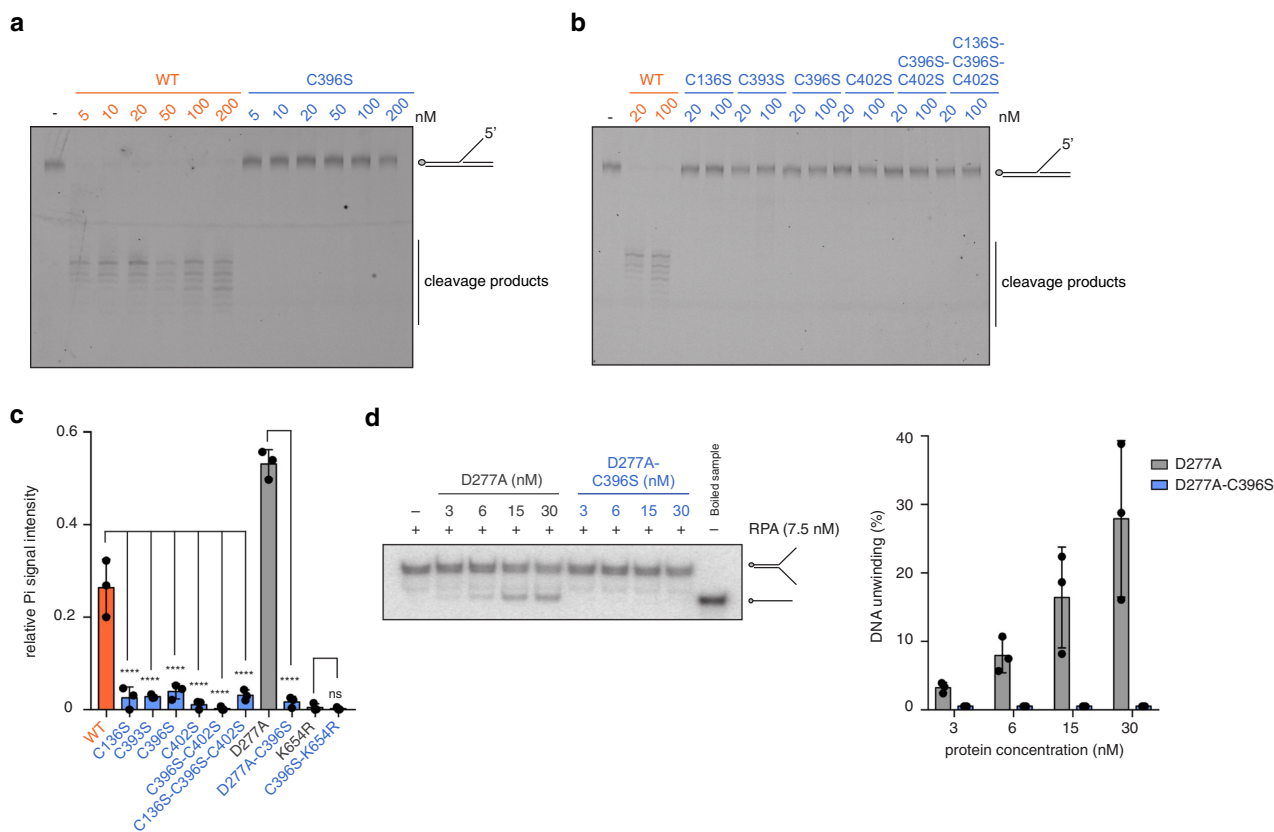 a
WT
C396S
-
5
10
20
50
100
200
5
10
20
50
100
200
nM
5’
cleavage products
b
WT
C136S
C393S
C396S
C402S
C396S-
C402S
C136S-
C396S-
C402S
-
20
100
20
100
20
100
20
100
20
100
20
100
20
100
nM
5’
cleavage products
c
relative Pi signal intensity
0.6
0.4
0.2
0
****
****
****
****
****
****
****
ns
WT
C136S
C393S
C396S
C402S
C396S-C402S
C136S-C396S-C402S
D277A
D277A-C396S
K654R
C396S-K654R
d
D277A (nM)
D277A-
C396S (nM)
Boiled sample
– 3 6 15 30 3 6 15 30
+ + + + + + + + + – RPA (7.5 nM)
DNA unwinding (%)
40
30
20
10
0
3 6 15 30
protein concentration (nM)
D277A
D277A-C396S